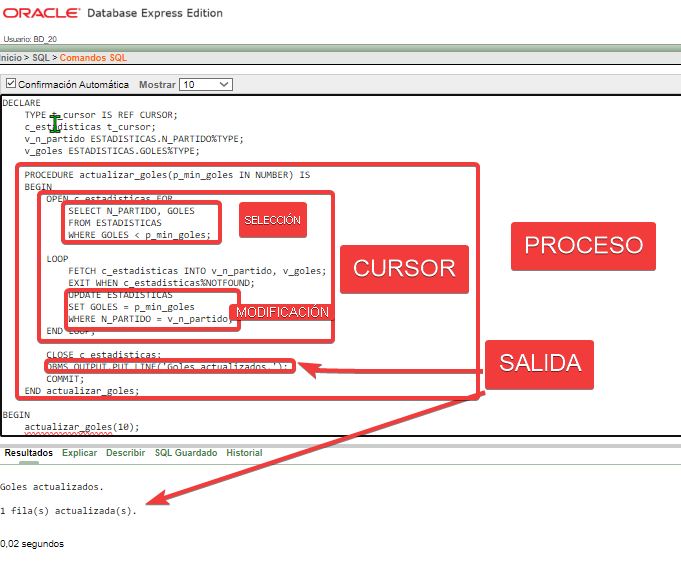 ORACLE Database Express Edition
Usuario: BD_20
Inicio > SQL > Comandos SQL
Confirmación Automática Mostrar 10
DECLARE
TYPE t_cursor IS REF CURSOR;
c_estadisticas t_cursor;
v_n_partido ESTADISTICAS.N_PARTIDO%TYPE;
v_goles ESTADISTICAS.GOLES%TYPE;
PROCEDURE actualizar_goles(p_min_goles IN NUMBER) IS
BEGIN
OPEN c_estadisticas FOR
SELECT N_PARTIDO, GOLES
FROM ESTADISTICAS
WHERE GOLES < p_min_goles;
SELECCIÓN
LOOP
FETCH c_estadisticas INTO v_n_partido, v_goles;
EXIT WHEN c_estadisticas%NOTFOUND;
UPDATE ESTADISTICAS
SET GOLES = p_min_goles
WHERE N_PARTIDO = v_n_partido;
MODIFICACIÓN
END LOOP;
CURSOR
PROCESO
CLOSE c_estadisticas;
DBMS_OUTPUT.PUT_LINE('Goles actualizados.');
COMMIT;
END actualizar_goles;
SALIDA
BEGIN
actualizar_goles(10);
Resultados Explicar Describir SQL Guardado Historial
Goles actualizados.
1 fila(s) actualizada(s).
0,02 segundos